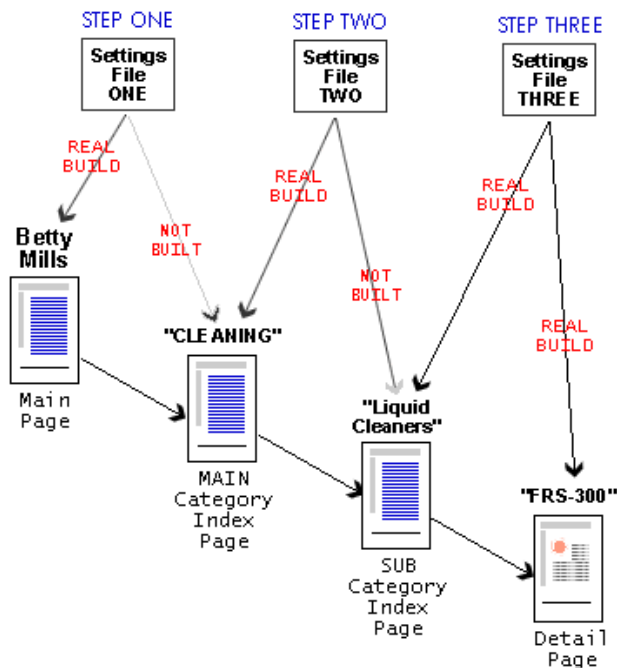 STEP ONE
STEP TWO
STEP THREE
Settings
File
ONE
Settings
File
TWO
Settings
File
THREE
REAL
BUILD
NOT
BUILT
REAL
BUILD
NOT
BUILT
REAL
BUILD
REAL
BUILD
Betty
Mills
Main
Page
"CLEANING"
MAIN
Category
Index
Page
"Liquid
Cleaners"
SUB
Category
Index
Page
"FRS-300"
Detail
Page